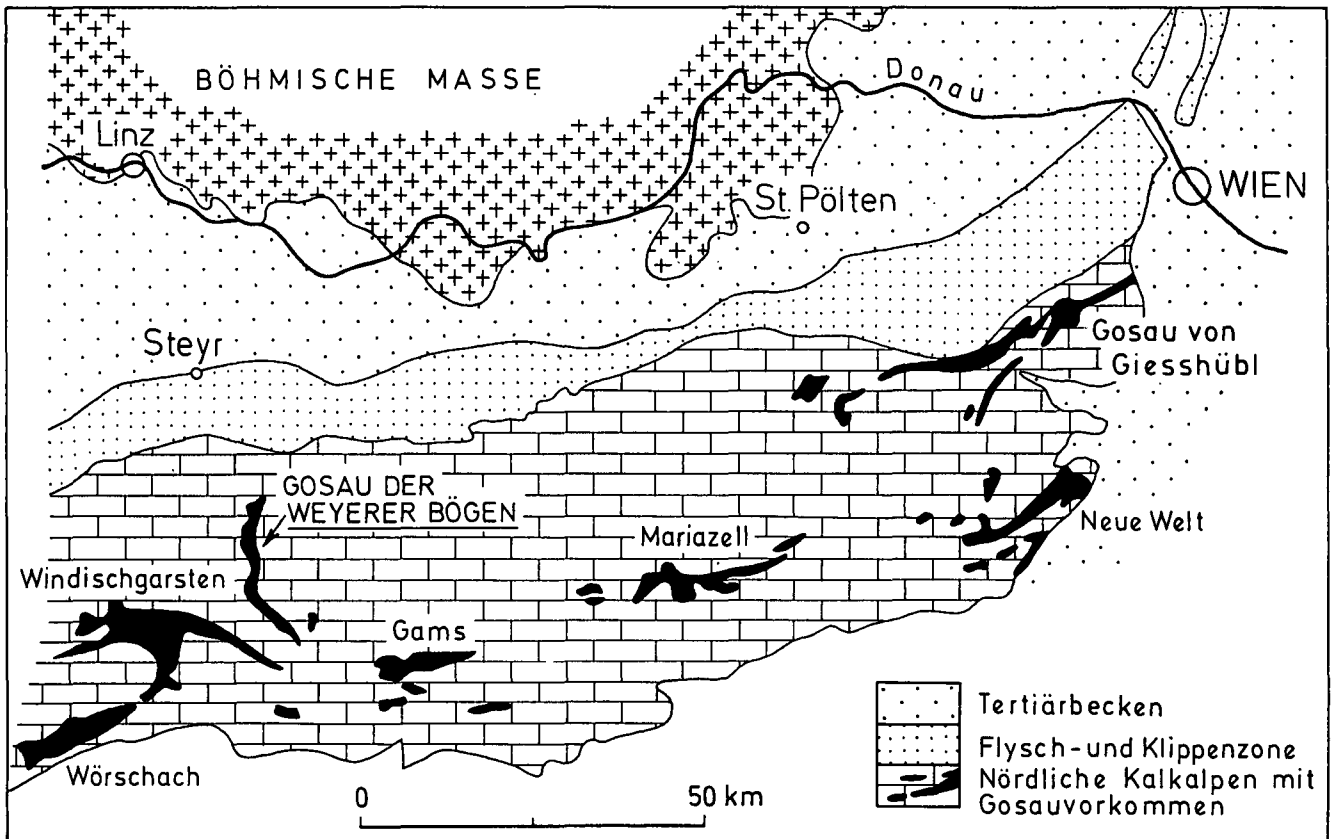 BÖHMISCHE MASSE
Donau
Linz
St. Pölten
WIEN
Steyr
Gosau von
Giesshübl
GOSAU DER
WEYERER BÖGEN
Mariazell
Neue Welt
Windischgarsten
Gams
Wörschach
0 50 km
Tertiärbecken
Flysch- und Klippenzone
Nördliche Kalkalpen mit
Gosauvorkommen